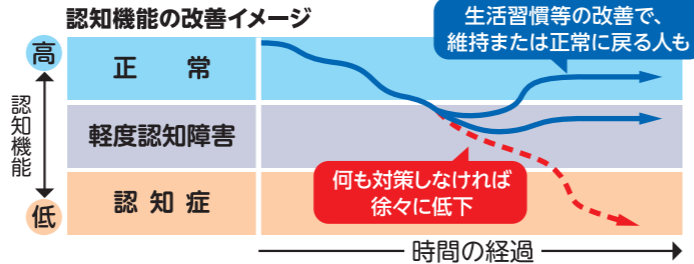 認知機能の改善イメージ
生活習慣等の改善で、
維持または正常に戻る人も
高
認知機能
低
正常
軽度認知障害
認知症
何も対策しなければ
徐々に低下
時間の経過